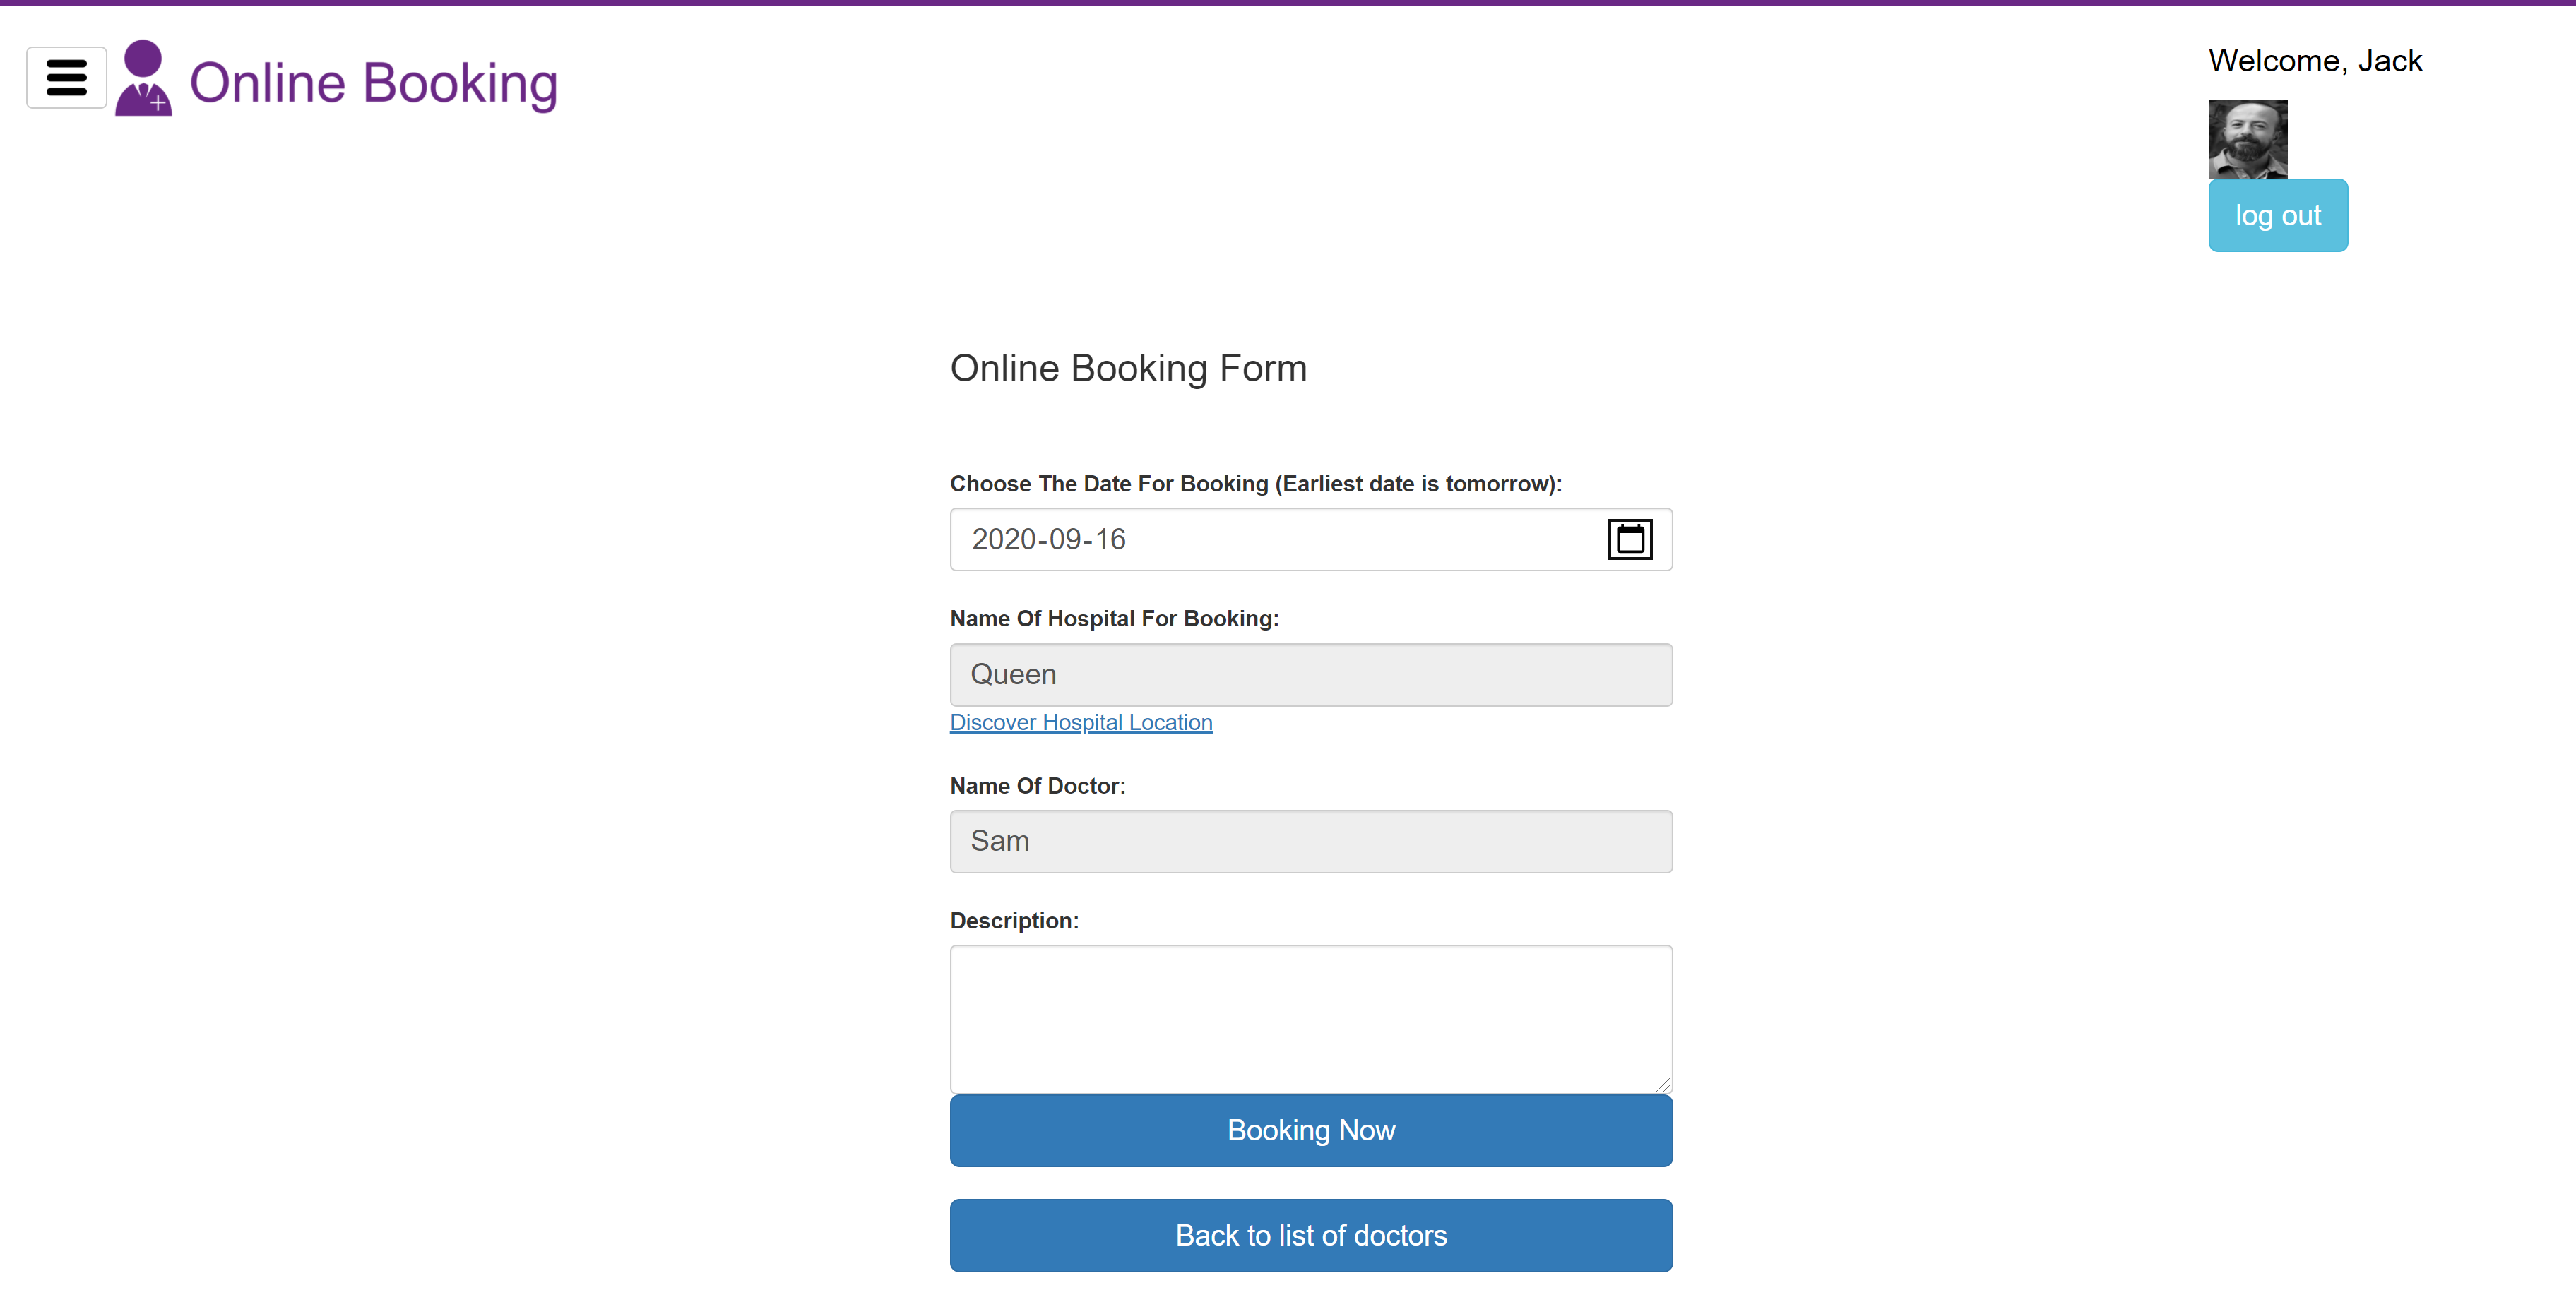 Online Booking
Welcome, Jack
log out
Online Booking Form
Choose The Date For Booking (Earliest date is tomorrow):
2020-09-16
Name Of Hospital For Booking:
Queen
Discover Hospital Location
Name Of Doctor:
Sam
Description:
Booking Now
Back to list of doctors